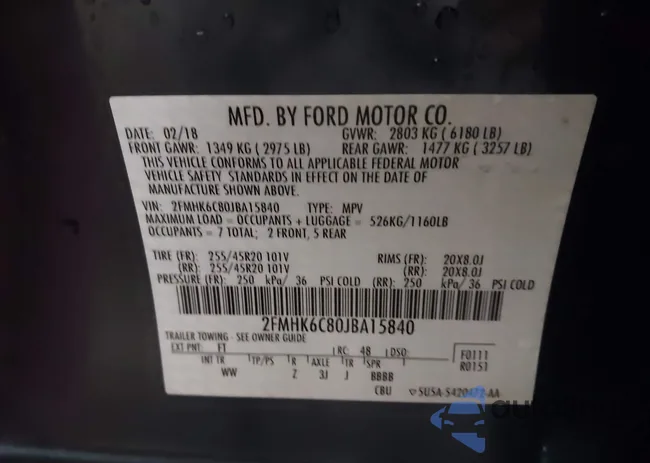 MFD. BY FORD MOTOR CO.
DATE: 02/18 GVWR: 2803 KG ( 6180 LB)
FRONT GAWR: 1349 KG ( 2975 LB) REAR GAWR: 1477 KG ( 3257 LB)
THIS VEHICLE CONFORMS TO ALL APPLICABLE FEDERAL MOTOR
VEHICLE SAFETY STANDARDS IN EFFECT ON THE DATE OF
MANUFACTURE SHOWN ABOVE.
VIN: 2FMHK6C80JBA15840 TYPE: MPV
MAXIMUM LOAD = OCCUPANTS + LUGGAGE = 526KG/1160LB
OCCUPANTS = 7 TOTAL; 2 FRONT, 5 REAR
TIRE (FR): 255/45R20 101V RIMS (FR): 20X8.0J
(RR): 255/45R20 101V (RR): 20X8.0J
PRESSURE (FR): 250 kPa/ 36 PSI COLD (RR): 250 kPa/ 36 PSI COLD
2FMHK6C80JBA15840
TRAILER TOWING - SEE OWNER GUIDE
EXT PNT: FT RC: 48 DSO: F0111
INT TR TP/PS R AXLE TR SPR R0153
WW Z 3J J BBBB
CBU